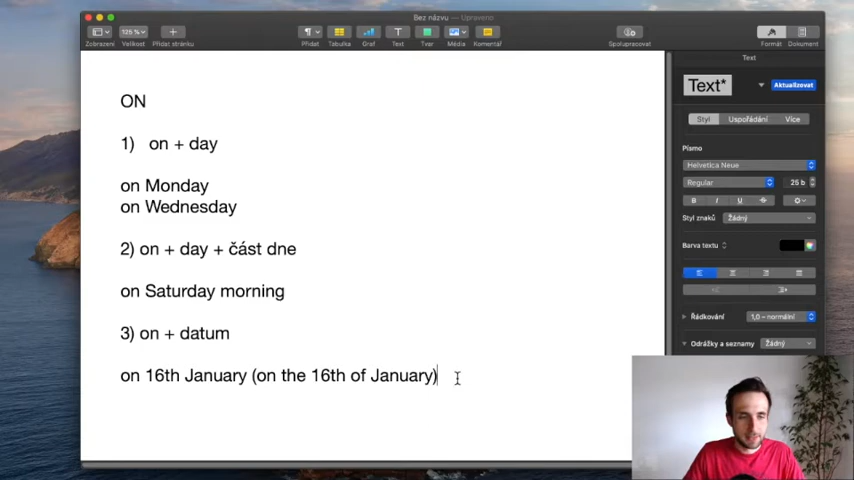 Bez názvu — Upraveno
125 %
Zobrazení
Velikost
Přidat stránku
Přidat
Tabulka
Graf
Text
Tvar
Média
Komentář
Spolupracovat
Formát
Dokument
ON
1) on + day
on Monday
on Wednesday
2) on + day + část dne
on Saturday morning
3) on + datum
on 16th January (on the 16th of January)
Text
Text*
Aktualizovat
Styl
Uspořádání
Více
Písmo
Helvetica Neue
Regular
25 b
B I U S
Styl znaků
Žádný
Barva textu
Řádkování
1,0 – normální
Odrážky a seznamy
Žádný